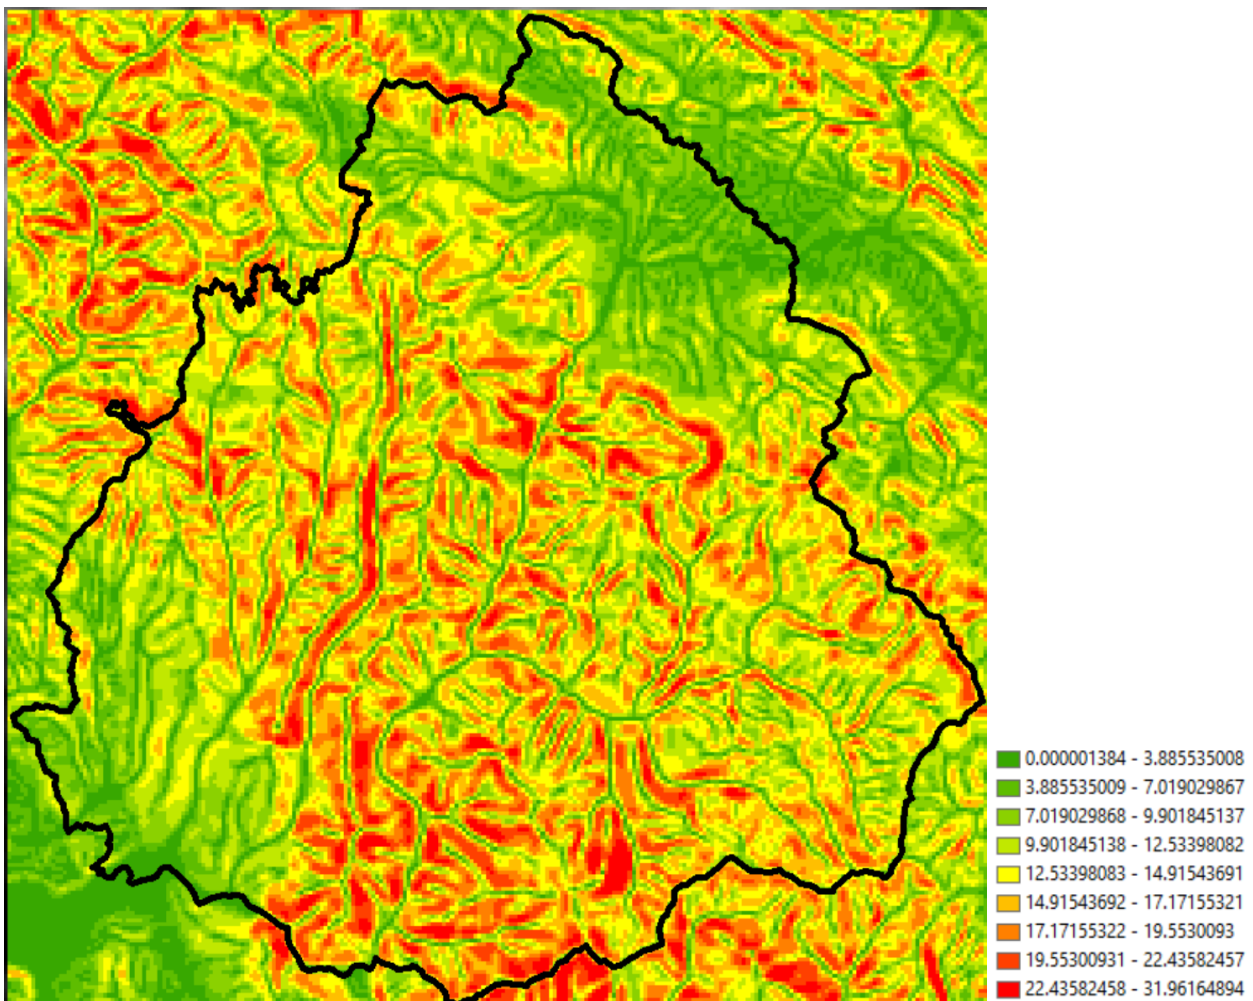 0.000001384 - 3.885535008
3.885535009 - 7.019029867
7.019029868 - 9.901845137
9.901845138 - 12.53398082
12.53398083 - 14.91543691
14.91543692 - 17.17155321
17.17155322 - 19.5530093
19.55300931 - 22.43582457
22.43582458 - 31.96164894